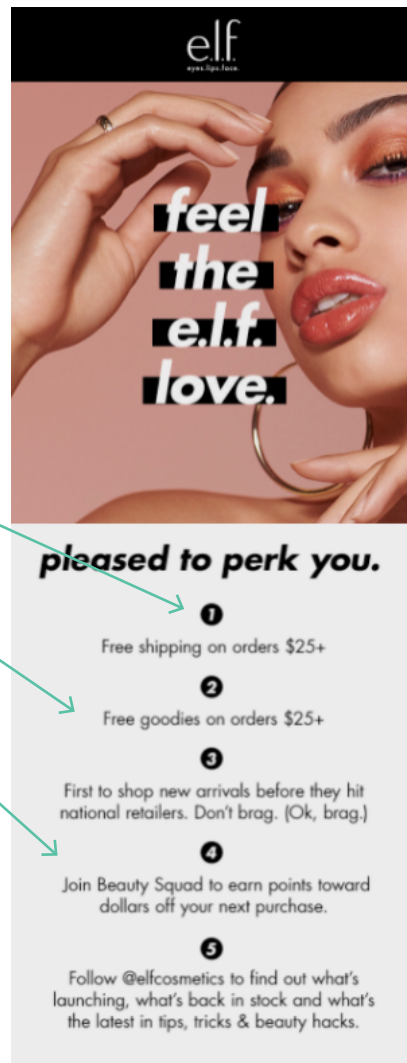 e.l.f.
eyes.lips.face.
feel
the
e.l.f.
love.
pleased to perk you.
1
Free shipping on orders $25+
2
Free goodies on orders $25+
3
First to shop new arrivals before they hit
national retailers. Don't brag. (Ok, brag.)
4
Join Beauty Squad to earn points toward
dollars off your next purchase.
5
Follow @elfcosmetics to find out what's
launching, what's back in stock and what's
the latest in tips, tricks & beauty hacks.